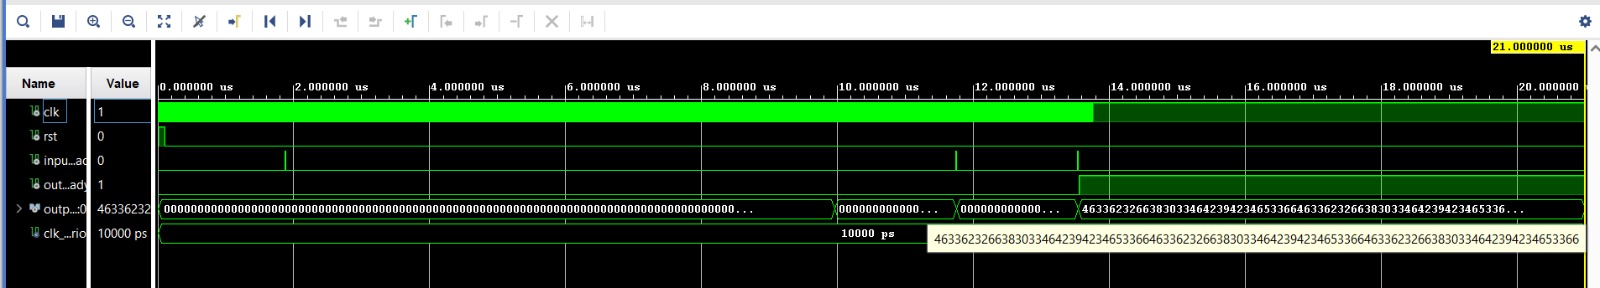 21.000000 us
Name Value
0.000000 us 2.000000 us 4.000000 us 6.000000 us 8.000000 us 10.000000 us 12.000000 us 14.000000 us 16.000000 us 18.000000 us 20.000000
clk 1
rst 0
inpu...ad 0
out...ady 1
outp...:0 46336232 000000000000... 000000000000... 463362326638303346423942346533664633623266383033464239423465336...
clk_...rio 10000 ps 10000 ps